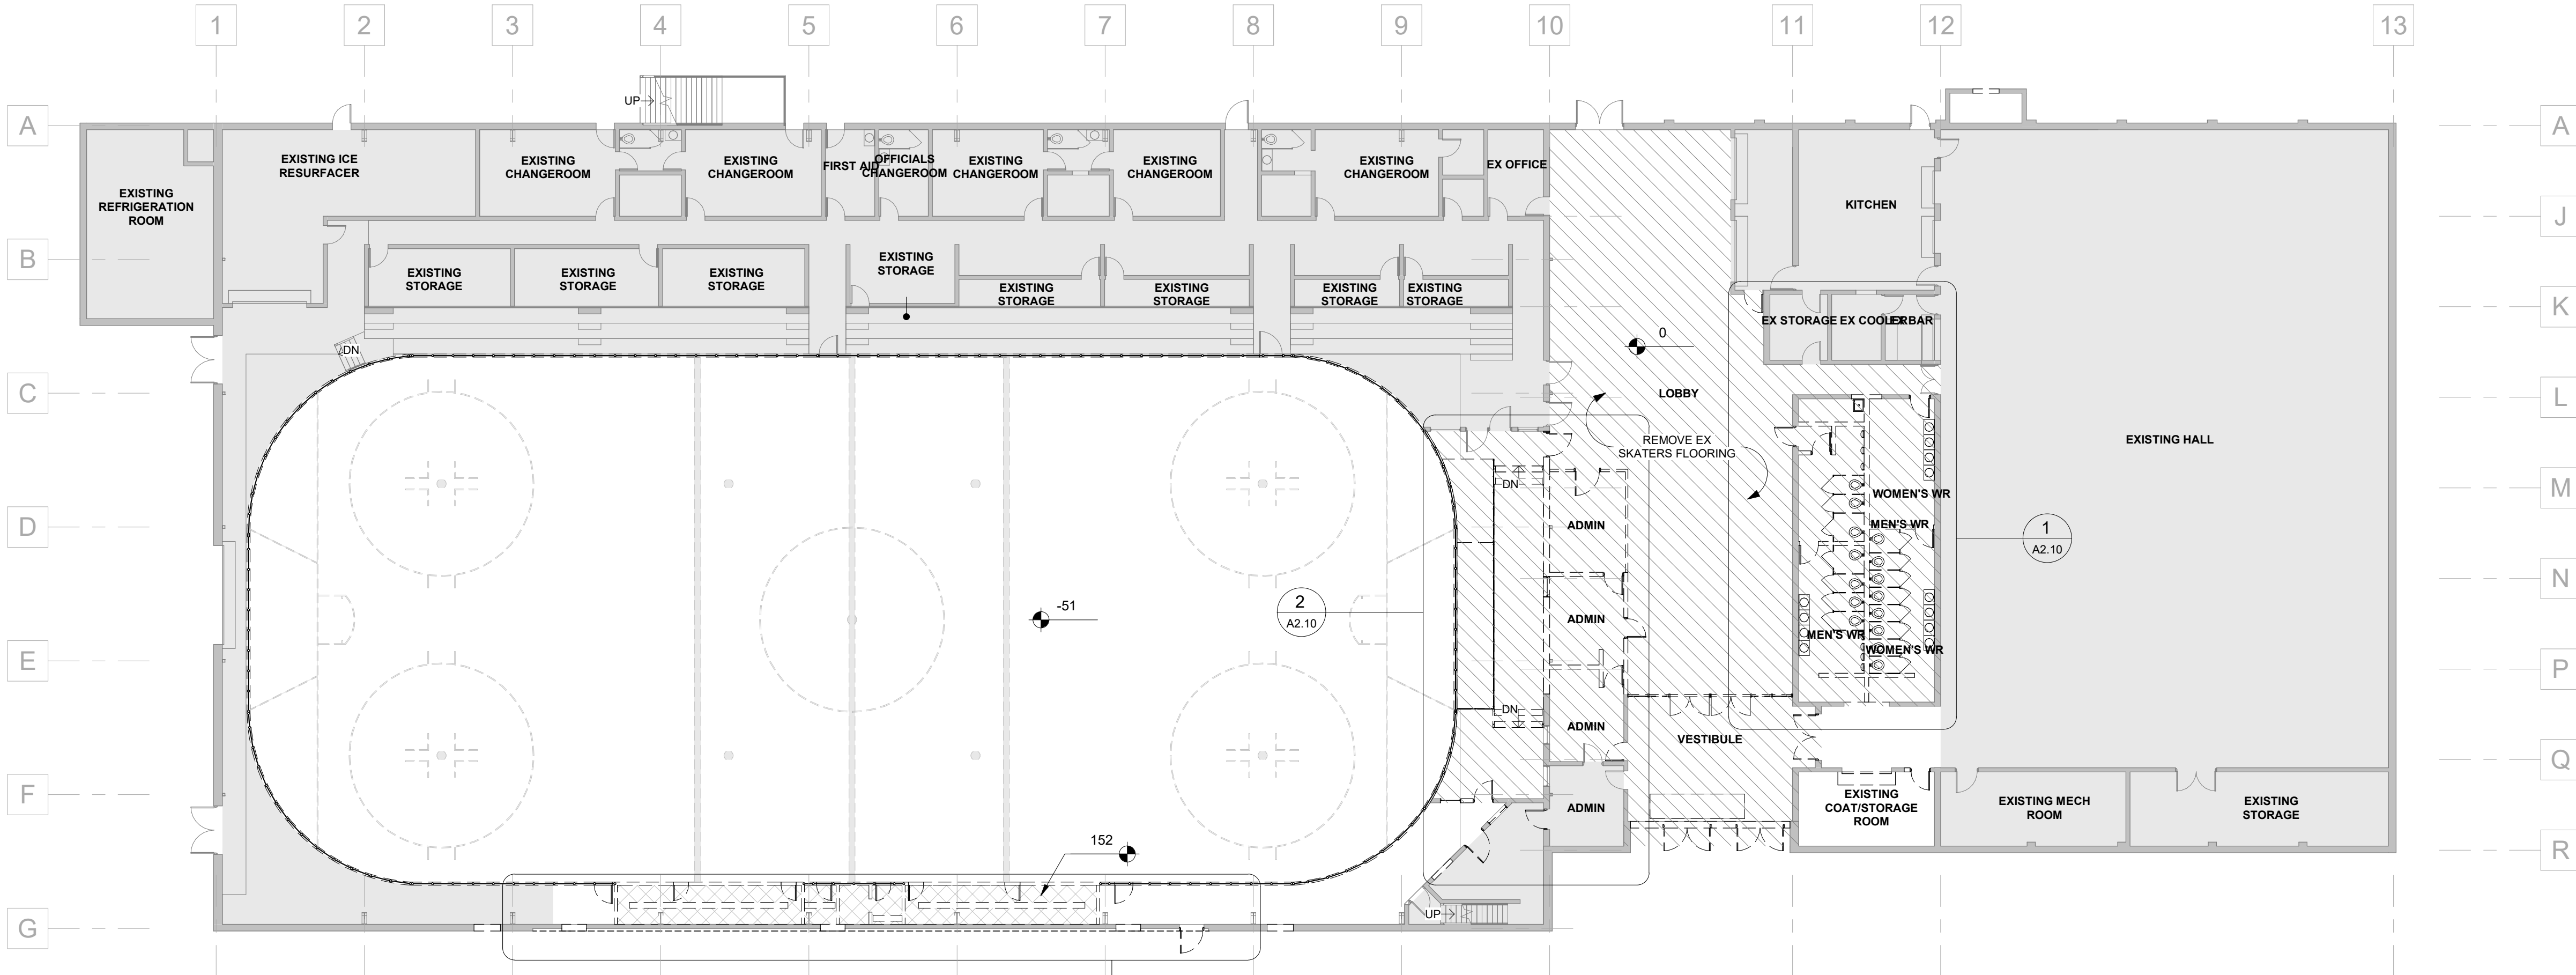 1 2 3 4 5 6 7 8 9 10 11 12 13
UP
A A
EXISTING ICE
RESURFACER
EXISTING
CHANGEROOM
EXISTING
CHANGEROOM
FIRST AID
OFFICIALS
CHANGEROOM
EXISTING
CHANGEROOM
EXISTING
CHANGEROOM
EXISTING
CHANGEROOM
EX OFFICE
EXISTING
REFRIGERATION
ROOM
KITCHEN
J
B
EXISTING
STORAGE
EXISTING
STORAGE
EXISTING
STORAGE
EXISTING
STORAGE
EXISTING
STORAGE
EXISTING
STORAGE
EXISTING
STORAGE
EXISTING
STORAGE
K
EX STORAGE
EX COOLER
EX BAR
0
2DN
C
LOBBY
L
REMOVE EX
SKATERS FLOORING
EXISTING HALL
DN
M
WOMEN'S WR
D
ADMIN
MEN'S WR
1
A2.10
N
2
A2.10
-51
ADMIN
MEN'S WR
WOMEN'S WR
E
P
DN
ADMIN
VESTIBULE
Q
F
ADMIN
EXISTING
COAT/STORAGE
ROOM
EXISTING MECH
ROOM
EXISTING
STORAGE
152
R
UP
G